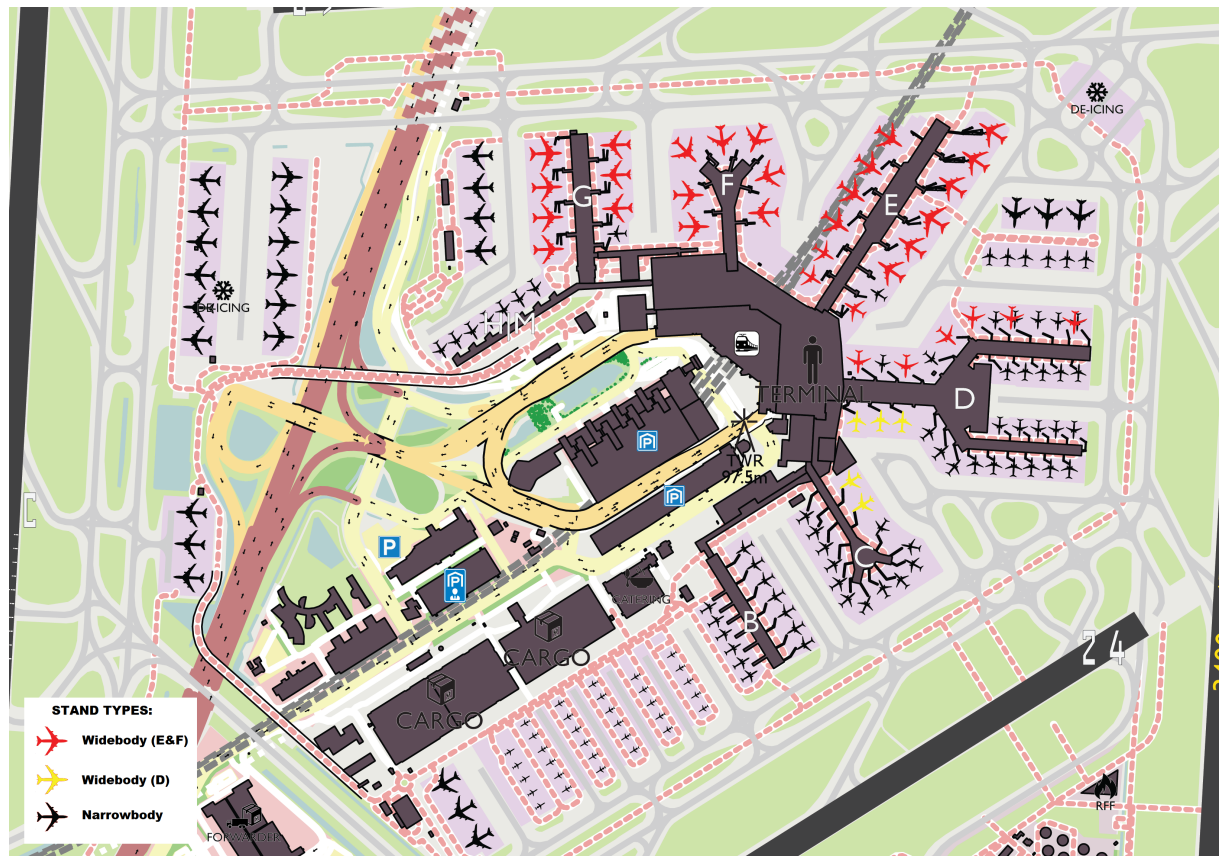 DE-ICING
F
G
E
DE-ICING
H|M
TERMINAL
D
P
TWR
97.5m
P
C
P
P
CATERING
B
24
CARGO
CARGO
STAND TYPES:
Widebody (E&F)
Widebody (D)
Narrowbody
RFF
FORWARDER